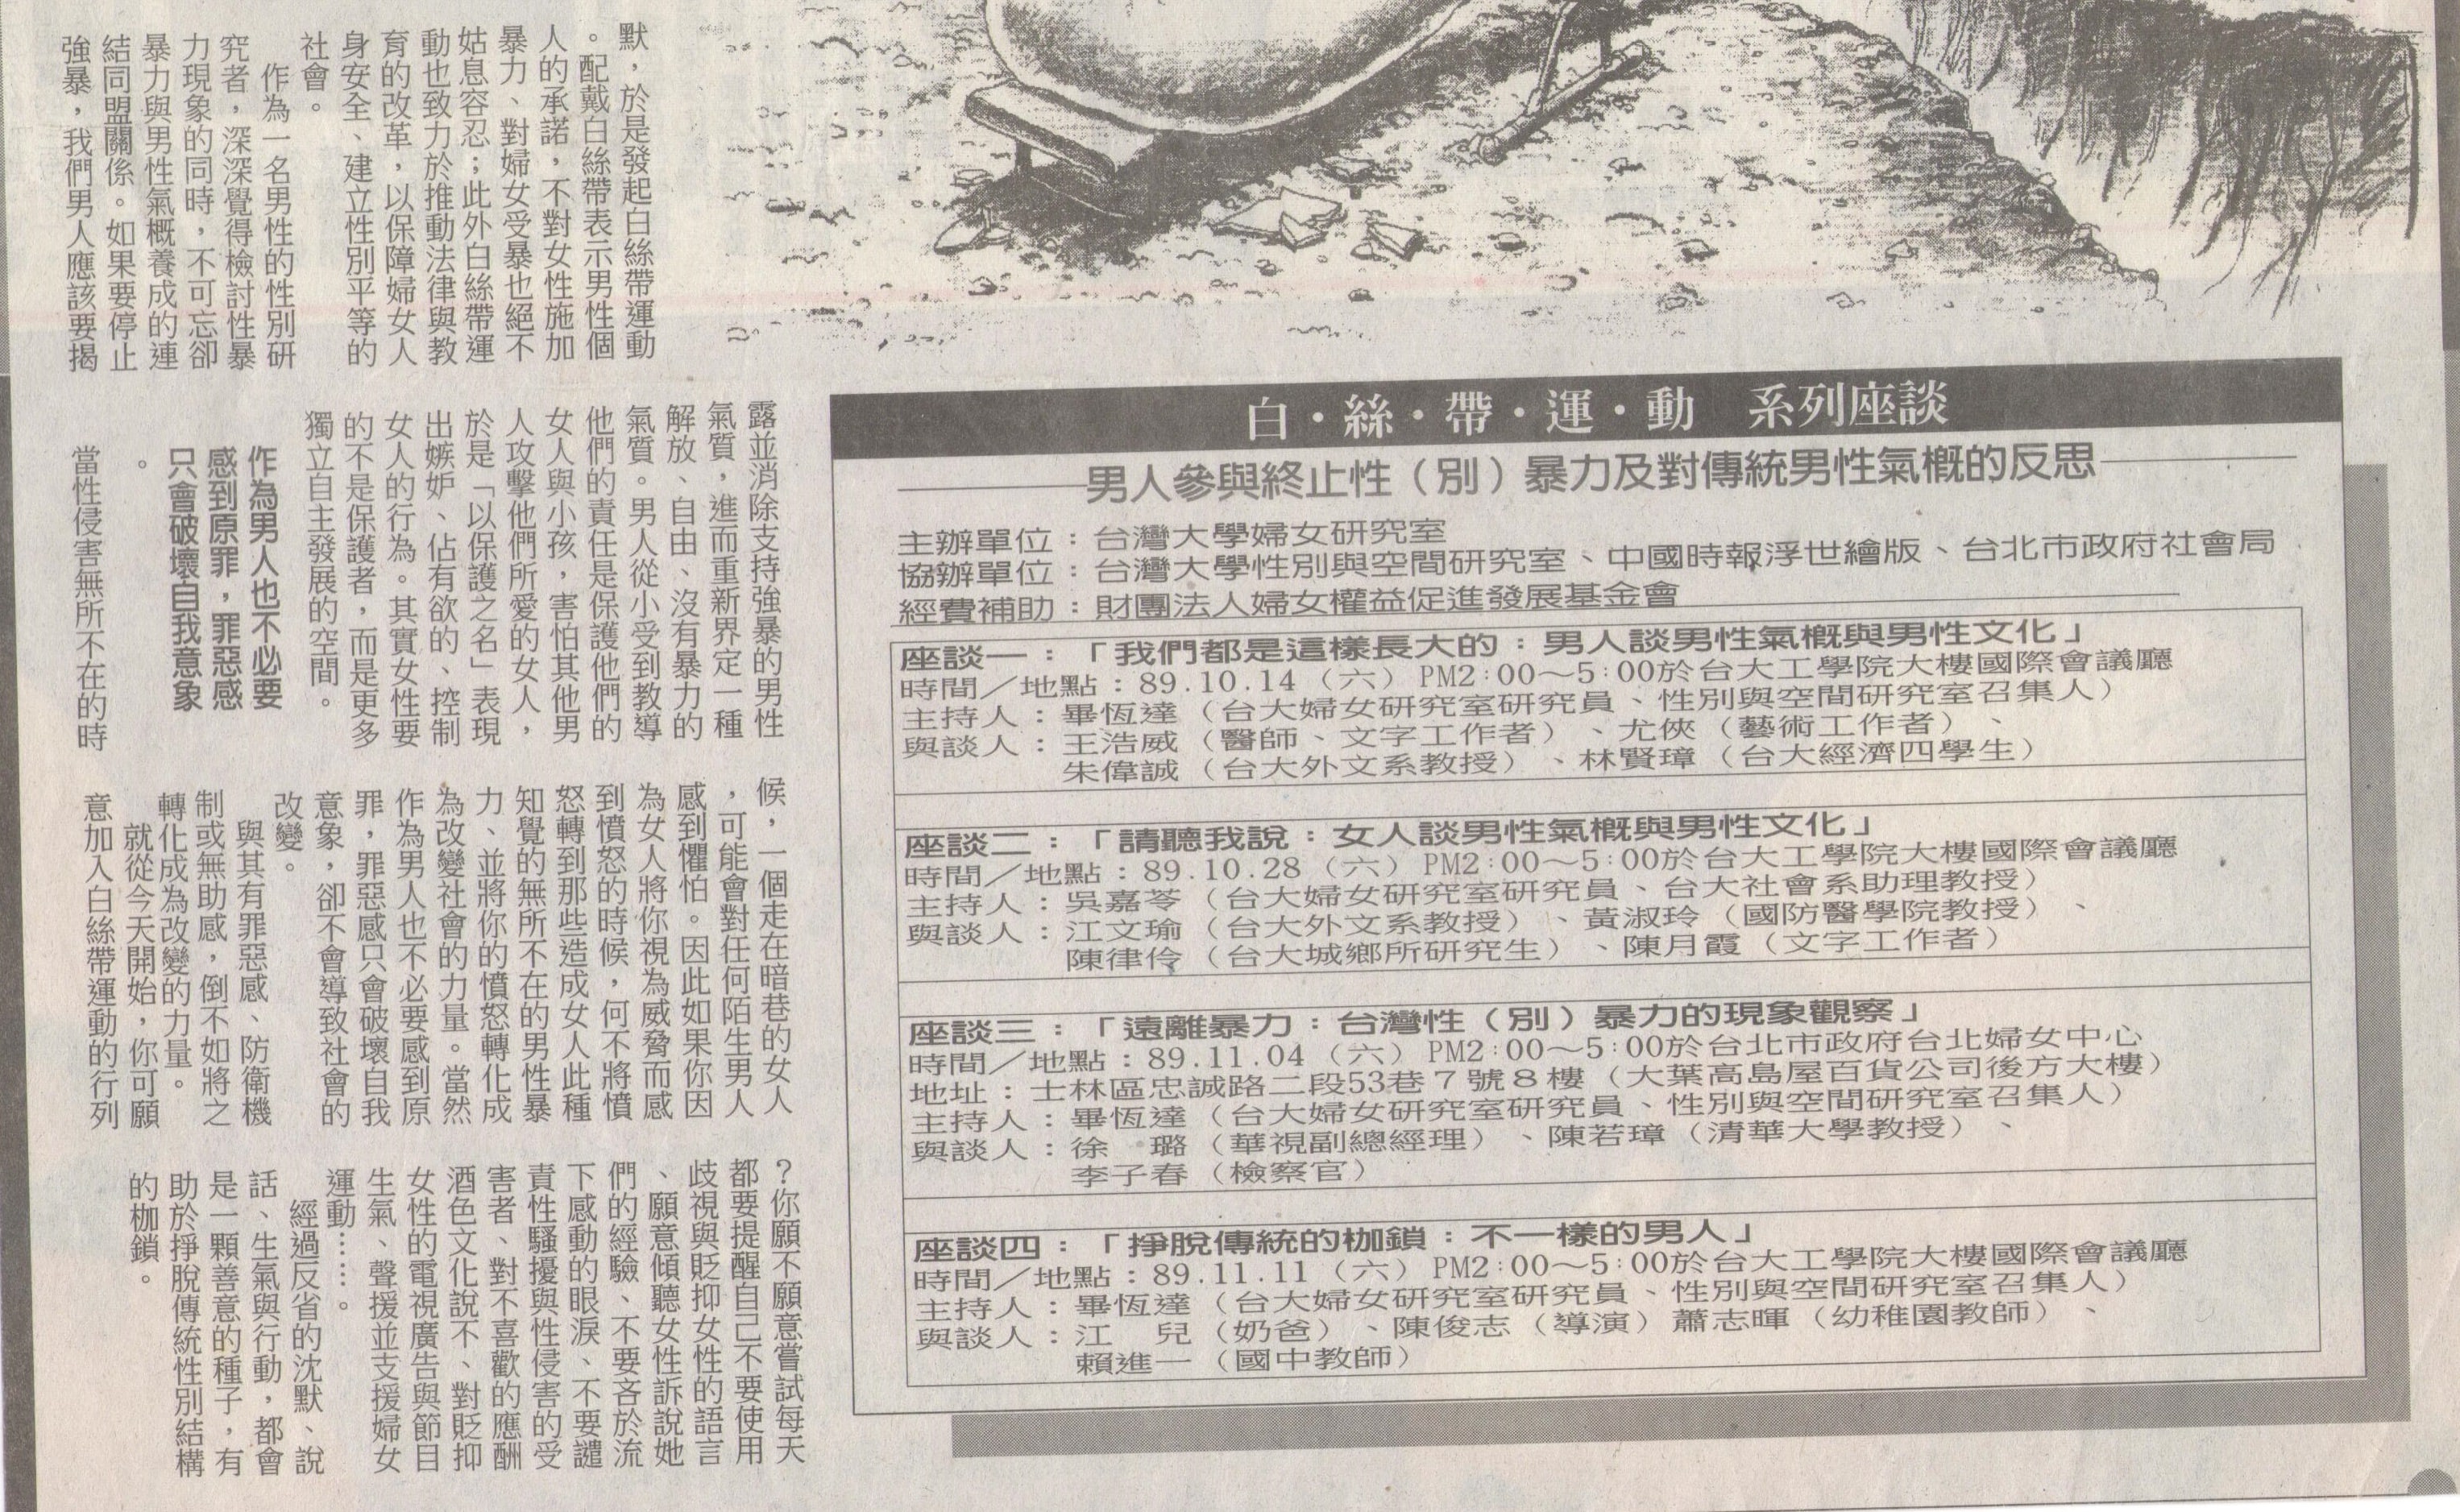 默，於是發起白絲帶運動
。配戴白絲帶表示男性個
人的承諾，不對女性施加
暴力、對婦女受暴也絕不
姑息容忍；此外白絲帶運
動也致力於推動法律與教
育的改革，以保障婦女人
身安全、建立性別平等的
社會。
作為一名男性的性別研
究者，深深覺得檢討性暴
力現象的同時，不可忘卻
暴力與男性氣概養成的連
結同盟關係。如果要停止
強暴，我們男人應該要揭
露並消除支持強暴的男性
氣質，進而重新界定一種
解放、自由、沒有暴力的
氣質。男人從小受到教導
他們的責任是保護他們的
女人與小孩，害怕其他男
人攻擊他們所愛的女人，
於是「以保護之名」表現
出嫉妒、佔有欲的、控制
女人的行為。其實女性要
的不是保護者，而是更多
獨立自主發展的空間。
作為男人也不必要
感到原罪，罪惡感
只會破壞自我意象
。
當性侵害無所不在的時
候，一個走在暗巷的女人
，可能會對任何陌生男人
感到懼怕。因此如果你因
為女人將你視為威脅而感
到憤怒的時候，何不將憤
怒轉到那些造成女人此種
知覺的無所不在的男性暴
力、並將你的憤怒轉化成
為改變社會的力量。當然
作為男人也不必要感到原
罪，罪惡感只會破壞自我
意象，卻不會導致社會的
改變。
與其有罪惡感、防衛機
制或無助感，倒不如將之
轉化成為改變的力量。
就從今天開始，你可願
意加入白絲帶運動的行列
？你願不願意嘗試每天
都要提醒自己不要使用
歧視與貶抑女性的語言
、願意傾聽女性訴說她
們的經驗、不要吝於流
下感動的眼淚、不要譴
責性騷擾與性侵害的受
害者、對不喜歡的應酬
酒色文化說不、對貶抑
女性的電視廣告與節目
生氣、聲援並支援婦女
運動……。
經過反省的沈默、說
話、生氣與行動，都會
是一顆善意的種子，有
助於掙脫傳統性別結構
的枷鎖。
白・絲・帶・運・動　系列座談
男人參與終止性（別）暴力及對傳統男性氣概的反思
主辦單位：台灣大學婦女研究室
協辦單位：台灣大學性別與空間研究室、中國時報浮世繪版、台北市政府社會局
經費補助：財團法人婦女權益促進發展基金會
座談一：「我們都是這樣長大的：男人談男性氣概與男性文化」
時間／地點：89.10.14（六）PM2:00～5:00於台大工學院大樓國際會議廳
主持人：畢恆達（台大婦女研究室研究員、性別與空間研究室召集人）
與談人：王浩威（醫師、文字工作者）、尤俠（藝術工作者）、
朱偉誠（台大外文系教授）、林賢璋（台大經濟四學生）
座談二：「請聽我說：女人談男性氣概與男性文化」
時間／地點：89.10.28（六）PM2:00～5:00於台大工學院大樓國際會議廳
主持人：吳嘉苓（台大婦女研究室研究員、台大社會系助理教授）
與談人：江文瑜（台大外文系教授）、黃淑玲（國防醫學院教授）、
陳律伶（台大城鄉所研究生）、陳月霞（文字工作者）
座談三：「遠離暴力：台灣性（別）暴力的現象觀察」
時間／地點：89.11.04（六）PM2:00～5:00於台北市政府台北婦女中心
地址：士林區忠誠路二段53巷7號8樓（大葉高島屋百貨公司後方大樓）
主持人：畢恆達（台大婦女研究室研究員、性別與空間研究室召集人）
與談人：徐　璐（華視副總經理）、陳若璋（清華大學教授）、
李子春（檢察官）
座談四：「掙脫傳統的枷鎖：不一樣的男人」
時間／地點：89.11.11（六）PM2:00～5:00於台大工學院大樓國際會議廳
主持人：畢恆達（台大婦女研究室研究員、性別與空間研究室召集人）
與談人：江　兒（奶爸）、陳俊志（導演）蕭志暉（幼稚園教師）、
賴進一（國中教師）